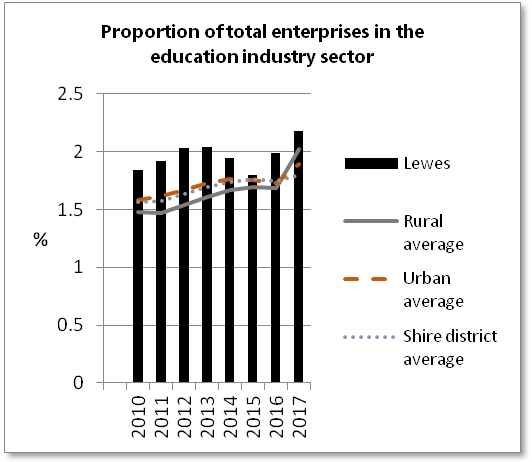 Proportion of total enterprises in the
education industry sector
2.5
2
1.5
1
0.5
0
%
2010
2011
2012
2013
2014
2015
2016
2017
Lewes
Rural
average
Urban
average
Shire district
average